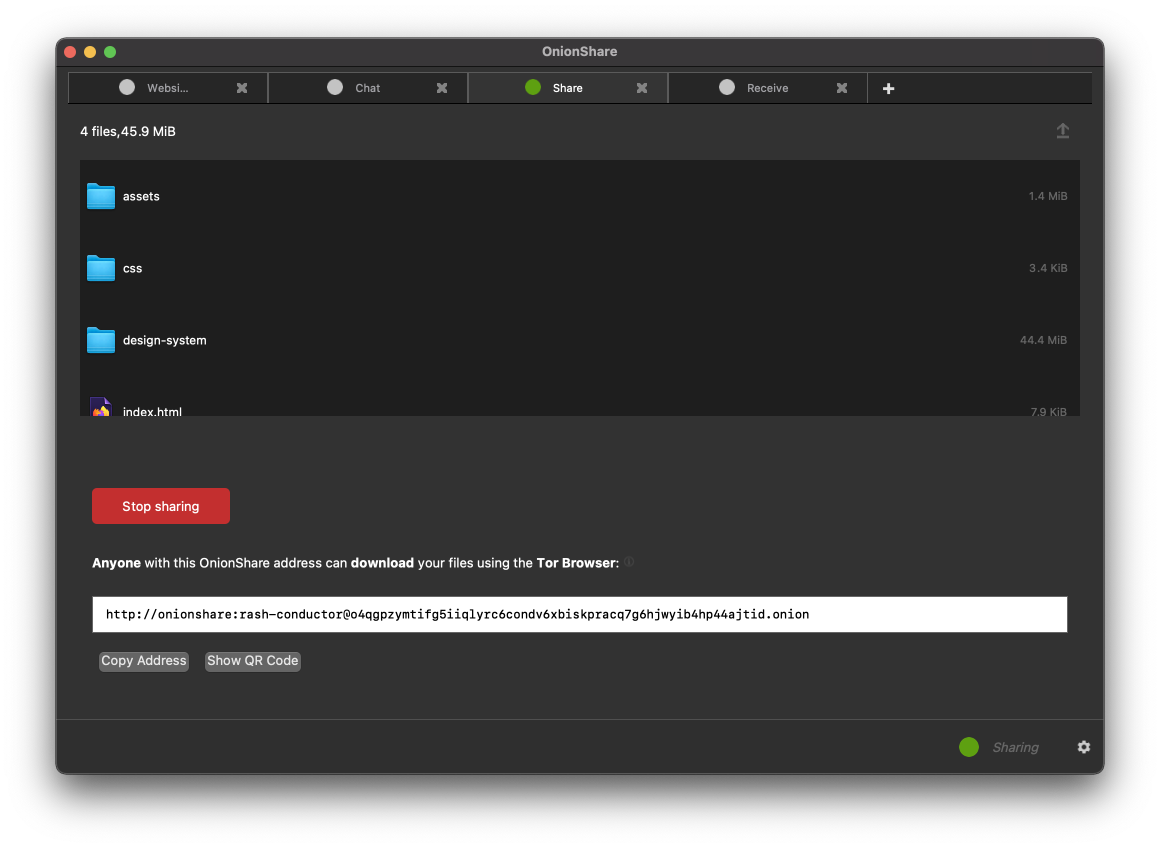 OnionShare
Websi... Chat Share Receive
4 files,45.9 MiB
assets 1.4 MiB
css 3.4 KiB
design-system 44.4 MiB
index.html 7.9 KiB
Stop sharing
Anyone with this OnionShare address can download your files using the Tor Browser:
http://onionshare:rash-conductor@o4qgpzymtifg5iiqlyrc6condv6xbiskpracq7g6hjwyib4hp44ajtid.onion
Copy Address Show QR Code
Sharing